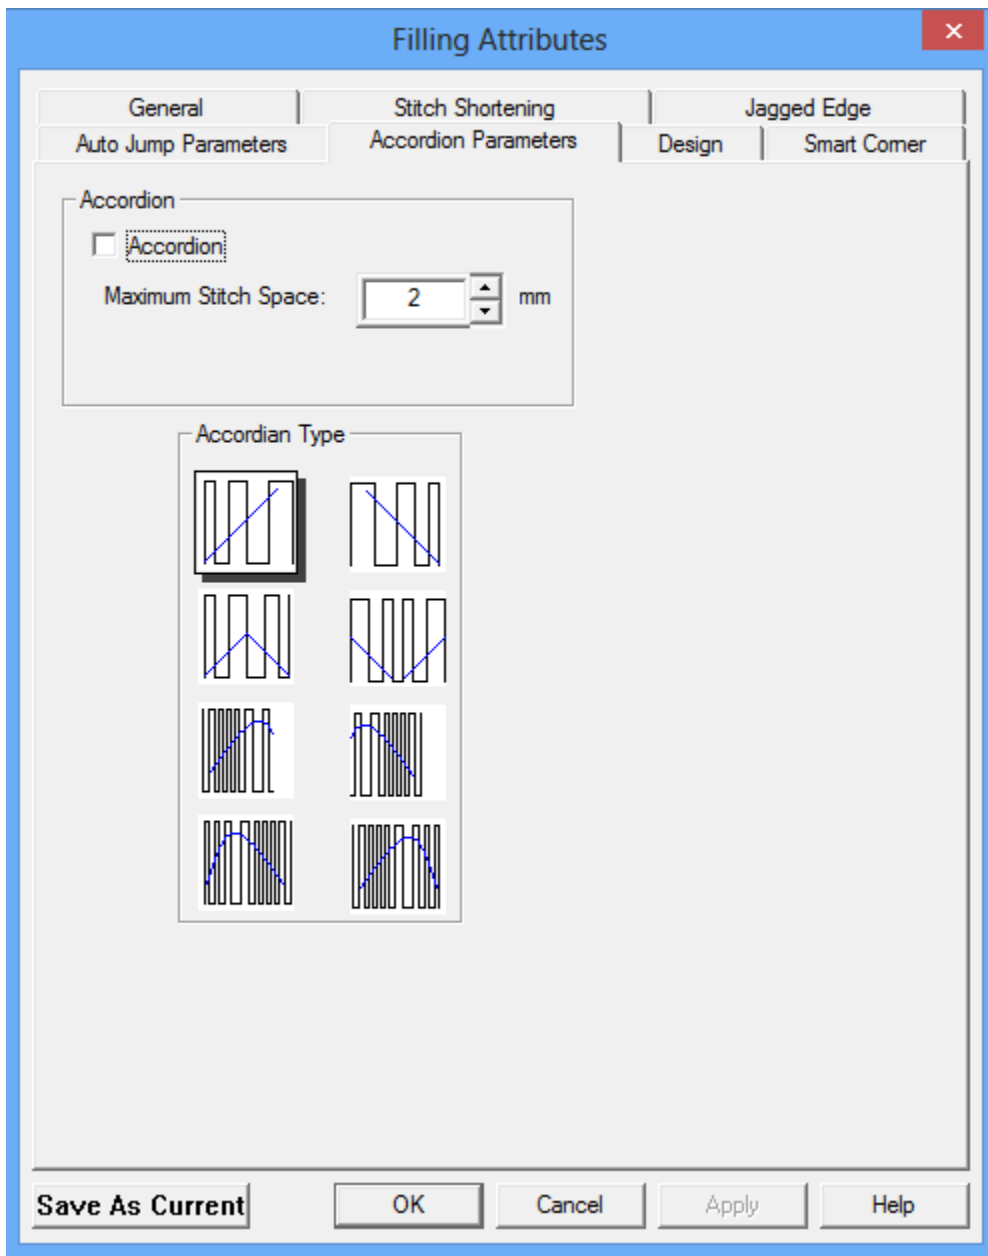 Filling Attributes
General Stitch Shortening Jagged Edge
Auto Jump Parameters Accordion Parameters Design Smart Corner
Accordion
Accordion
Maximum Stitch Space: 2 mm
Accordian Type
Save As Current OK Cancel Apply Help